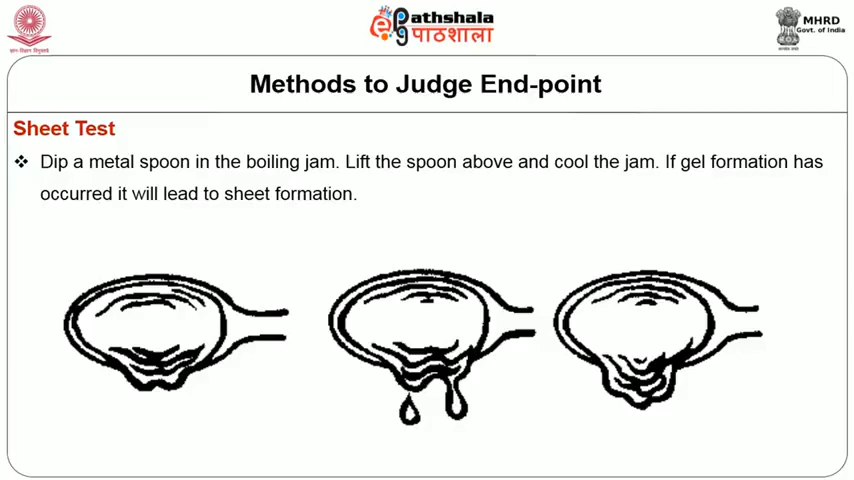 ePathshala
पाठशाला
MHRD
Govt. of India
Methods to Judge End-point
Sheet Test
❖ Dip a metal spoon in the boiling jam. Lift the spoon above and cool the jam. If gel formation has
occurred it will lead to sheet formation.